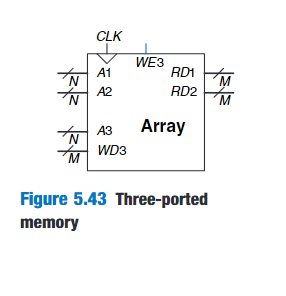 CLK
WE3
A1 RD1
N M
A2 RD2
N M
A3 Array
N
WD3
M
Figure 5.43 Three-ported
memory